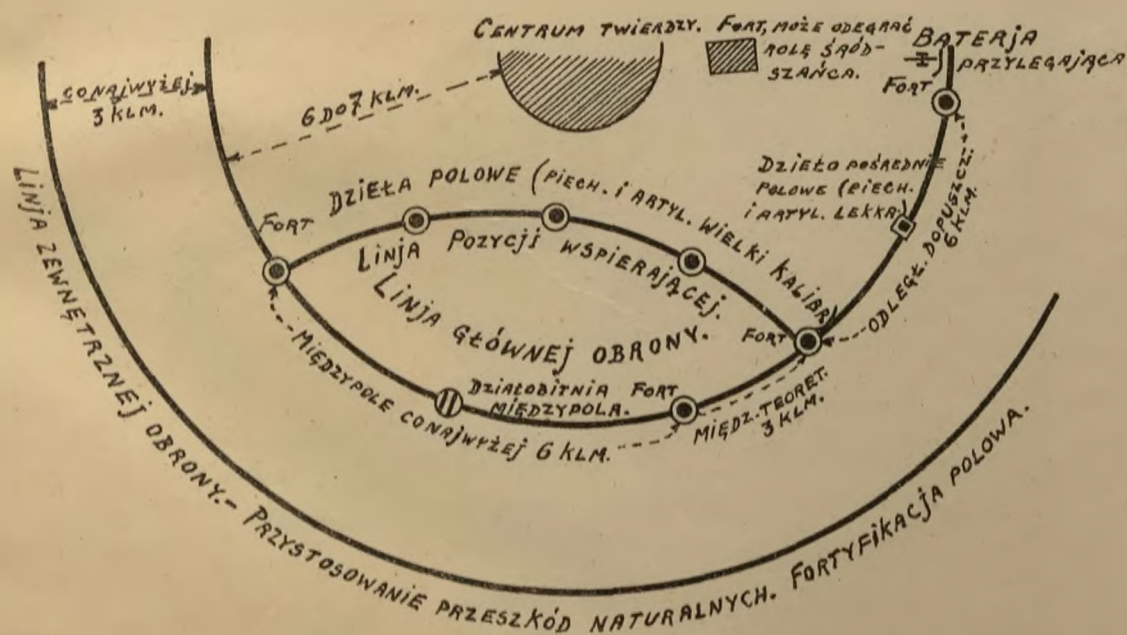 CENTRUM TWIERDZY.
FORT, MOŻE ODEGRAĆ
ROLĘ ŚRÓD-
SZAŃCA.
BATERJA
PRZYLEGAJĄCA
FORT
CONAJWYŻEJ
3 KLM.
6 DO 7 KLM.
DZIEŁO POŚREDNIE
POLOWE (PIECH.
I ARTYL. LEKKA)
ODLEGŁ. DOPUSZCZ:
6 KLM.
FORT
DZIEŁA POLOWE (PIECH. I ARTYL. WIELKI KALIBR)
LINJA POZYCJI WSPIERAJĄCEJ.
LINJA GŁÓWNEJ OBRONY.
FORT
DZIAŁOBITNIA
MIĘDZYPOLA.
FORT
MIĘDZYPOLE CONAJWYŻEJ 6 KLM.
MIĘDZ. TEORET.
3 KLM.
LINJA ZEWNĘTRZNEJ OBRONY.- PRZYSTOSOWANIE PRZESZKÓD NATURALNYCH. FORTYFIKACJA POLOWA.